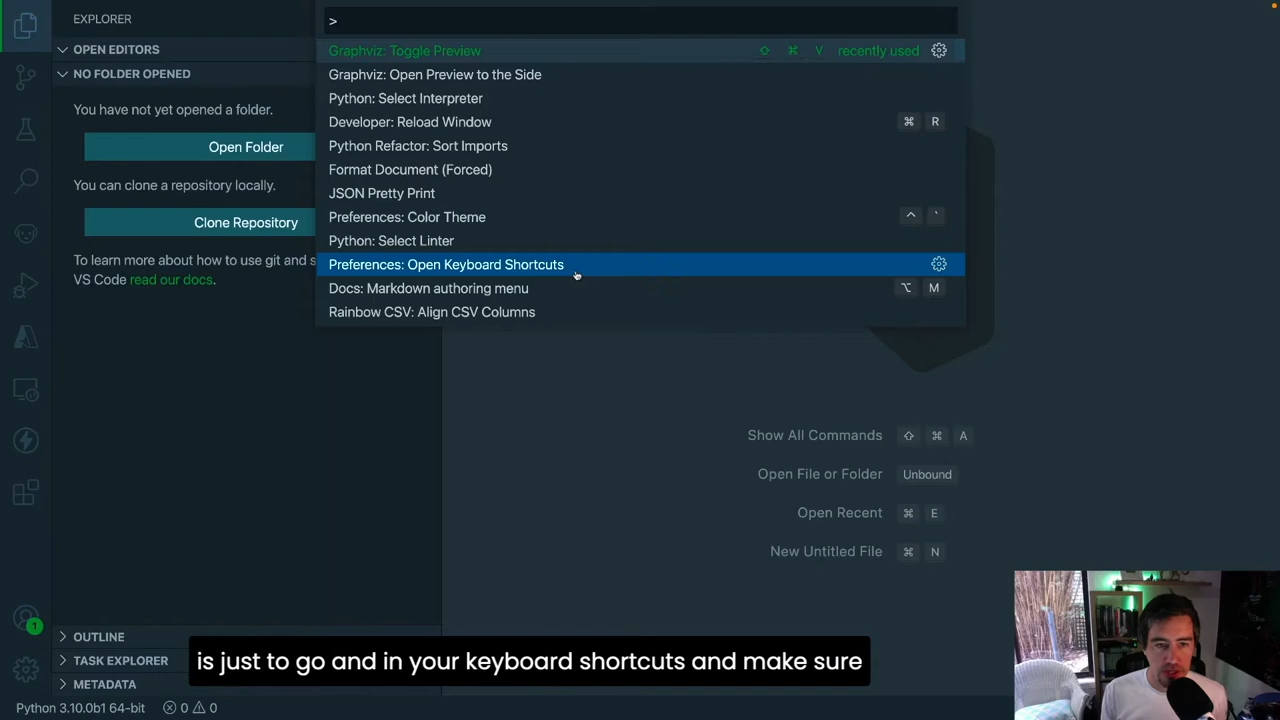 EXPLORER
OPEN EDITORS
NO FOLDER OPENED
You have not yet opened a folder.
Open Folder
You can clone a repository locally.
Clone Repository
To learn more about how to use git and s
VS Code read our docs.
OUTLINE
TASK EXPLORER
METADATA
1
Python 3.10.0b1 64-bit
0 0
>
Graphviz: Toggle Preview ⇧ ⌘ V recently used
Graphviz: Open Preview to the Side
Python: Select Interpreter
Developer: Reload Window ⌘ R
Python Refactor: Sort Imports
Format Document (Forced)
JSON Pretty Print
Preferences: Color Theme ^ `
Python: Select Linter
Preferences: Open Keyboard Shortcuts
Docs: Markdown authoring menu ⌥ M
Rainbow CSV: Align CSV Columns
Show All Commands ⇧ ⌘ A
Open File or Folder Unbound
Open Recent ⌘ E
New Untitled File ⌘ N
is just to go and in your keyboard shortcuts and make sure